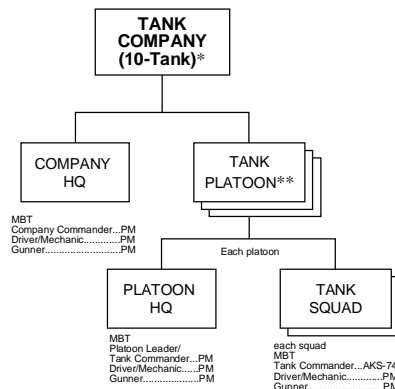 TANK
COMPANY
(10-Tank)*
COMPANY
HQ
TANK
PLATOON**
MBT
Company Commander...PM
Driver/Mechanic.............PM
Gunner...........................PM
Each platoon
PLATOON
HQ
TANK
SQUAD
MBT
Platoon Leader/
Tank Commander...PM
Driver/Mechanic......PM
Gunner....................PM
each squad
MBT
Tank Commander...AKS-74
Driver/Mechanic......PM
Gunner....................PM